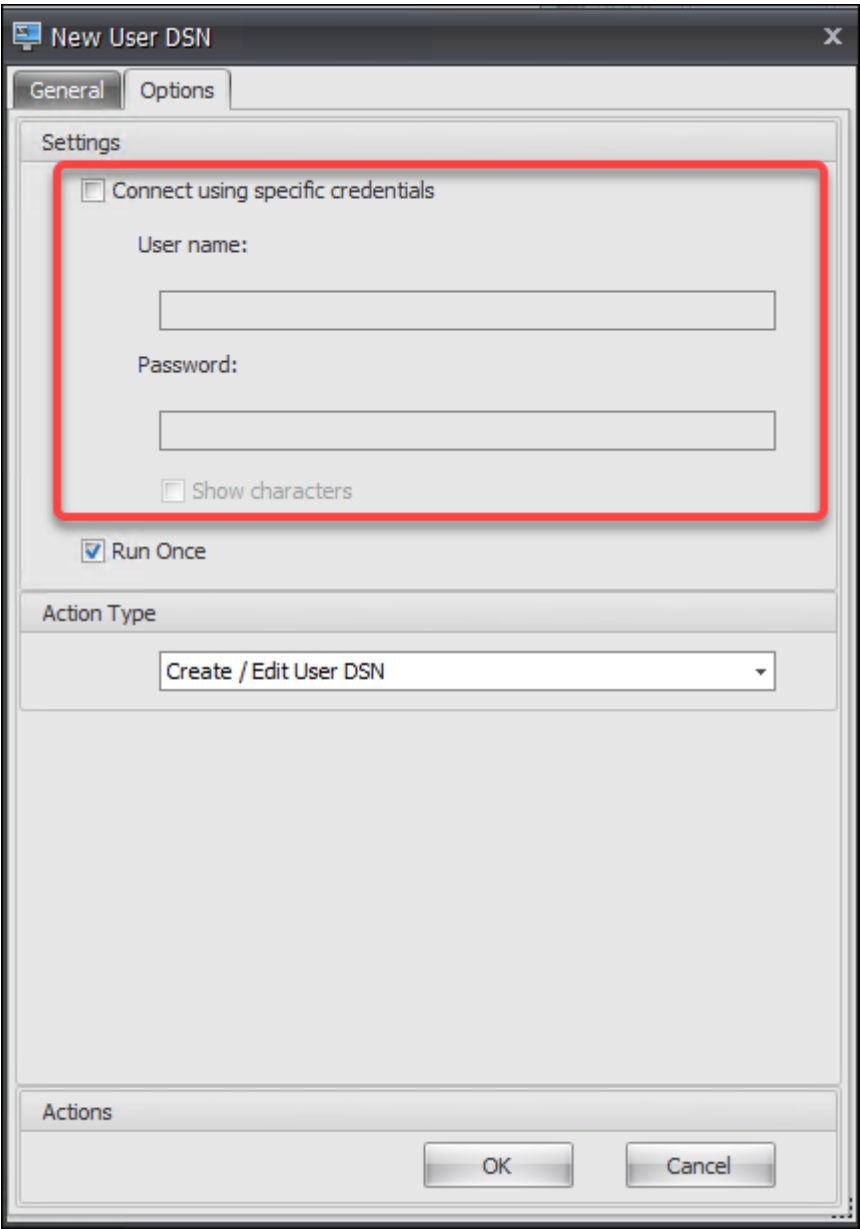 New User DSN
General
Options
Settings
Connect using specific credentials
User name:
Password:
Show characters
Run Once
Action Type
Create / Edit User DSN
Actions
OK
Cancel